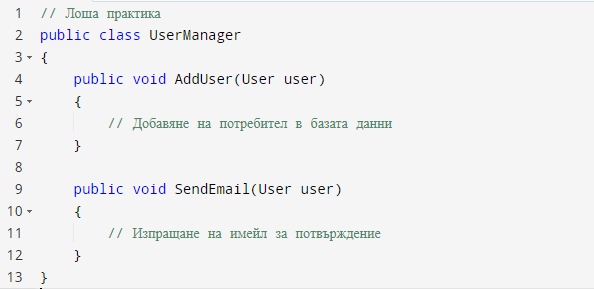 1 // Лоша практика
2 public class UserManager
3 {
4 public void AddUser(User user)
5 {
6 // Добавяне на потребител в базата данни
7 }
8
9 public void SendEmail(User user)
10 {
11 // Изпращане на имейл за потвърждение
12 }
13 }